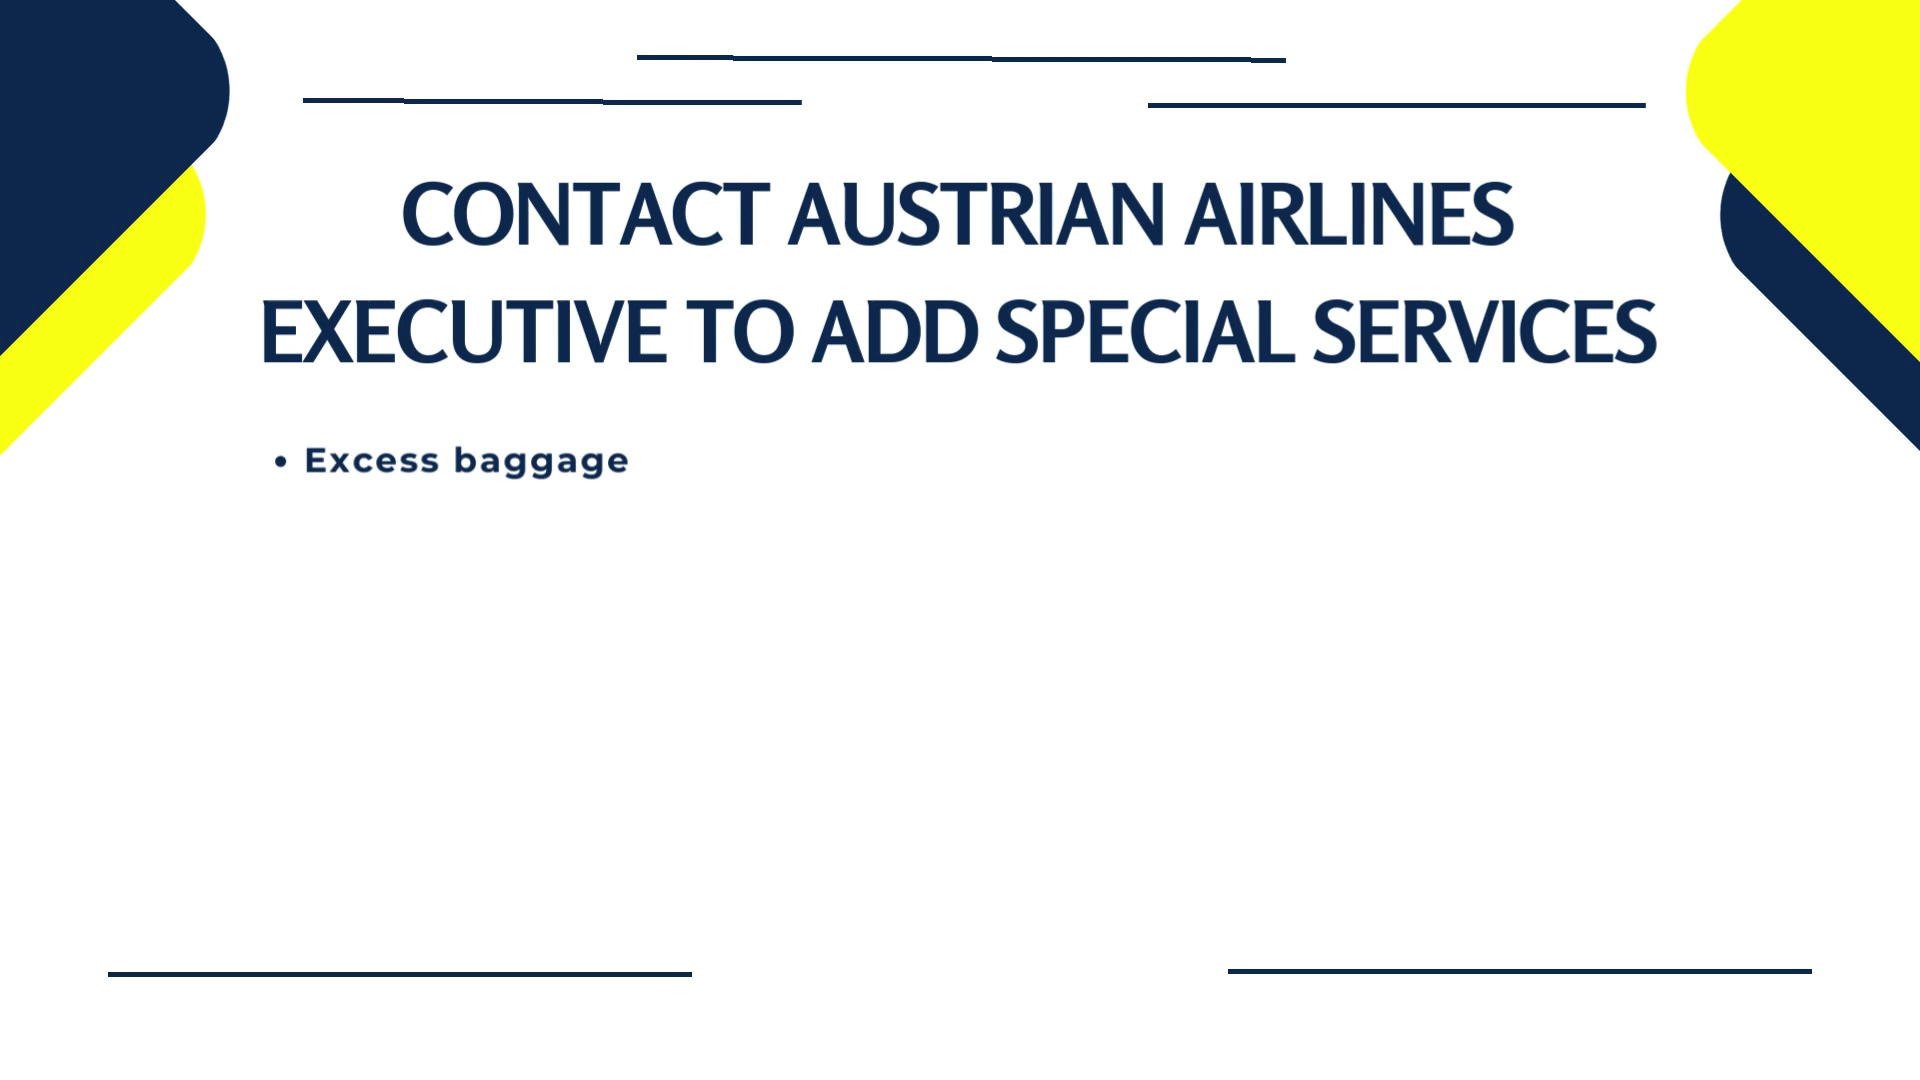 CONTACT AUSTRIAN AIRLINES
EXECUTIVE TO ADD SPECIAL SERVICES
• Excess baggage